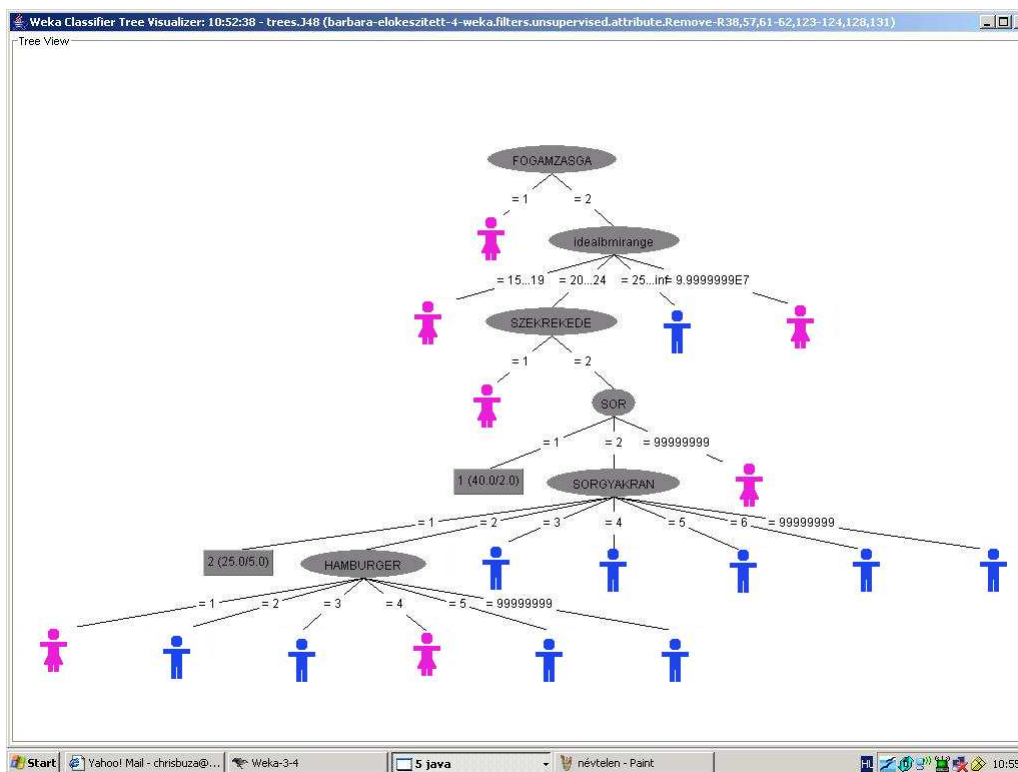 Weka Classifier Tree Visualizer: 10:52:38 - trees.J48 (barbara-elokeszitett-4-weka.filters.unsupervised.attribute.Remove-R38,57,61-62,123-124,128,131)
Tree View
FOGAMZASGA
= 1 = 2
idealbmirange
= 15...19 = 20...24 = 25...inf = 9.9999999E7
SZEKREKEDE
= 1 = 2
SOR
= 1 = 2 = 99999999
1 (40.0/2.0) SORGYAKRAN
= 1 = 2 = 3 = 4 = 5 = 6 = 99999999
2 (25.0/5.0) HAMBURGER
= 1 = 2 = 3 = 4 = 5 = 99999999
Start Yahoo! Mail - chrisbuza@... Weka-3-4 5 java névtelen - Paint HU 10:55